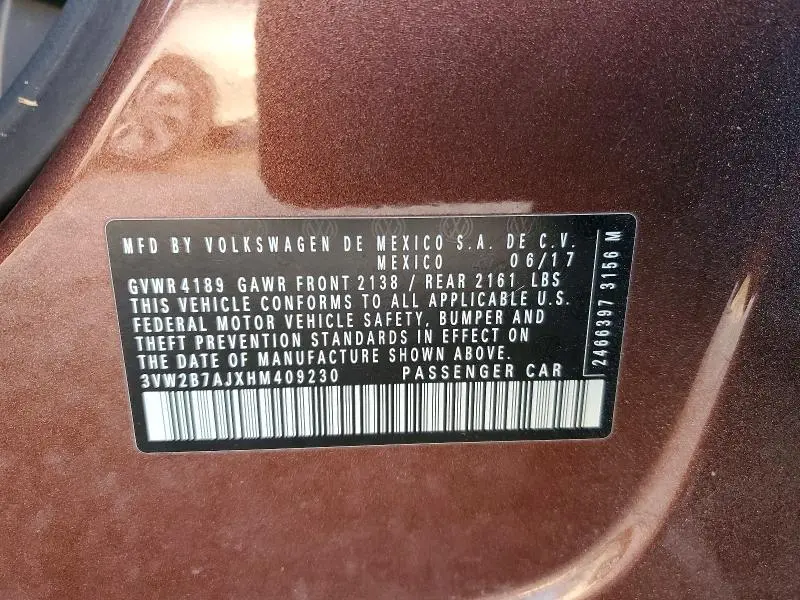 MFD BY VOLKSWAGEN DE MEXICO S.A. DE C.V.
MEXICO 06/17
GVWR 4189 GAWR FRONT 2138 / REAR 2161 LBS
THIS VEHICLE CONFORMS TO ALL APPLICABLE U.S.
FEDERAL MOTOR VEHICLE SAFETY, BUMPER AND
THEFT PREVENTION STANDARDS IN EFFECT ON
THE DATE OF MANUFACTURE SHOWN ABOVE.
3VW2B7AJXHM409230 PASSENGER CAR
2466397 3156 M